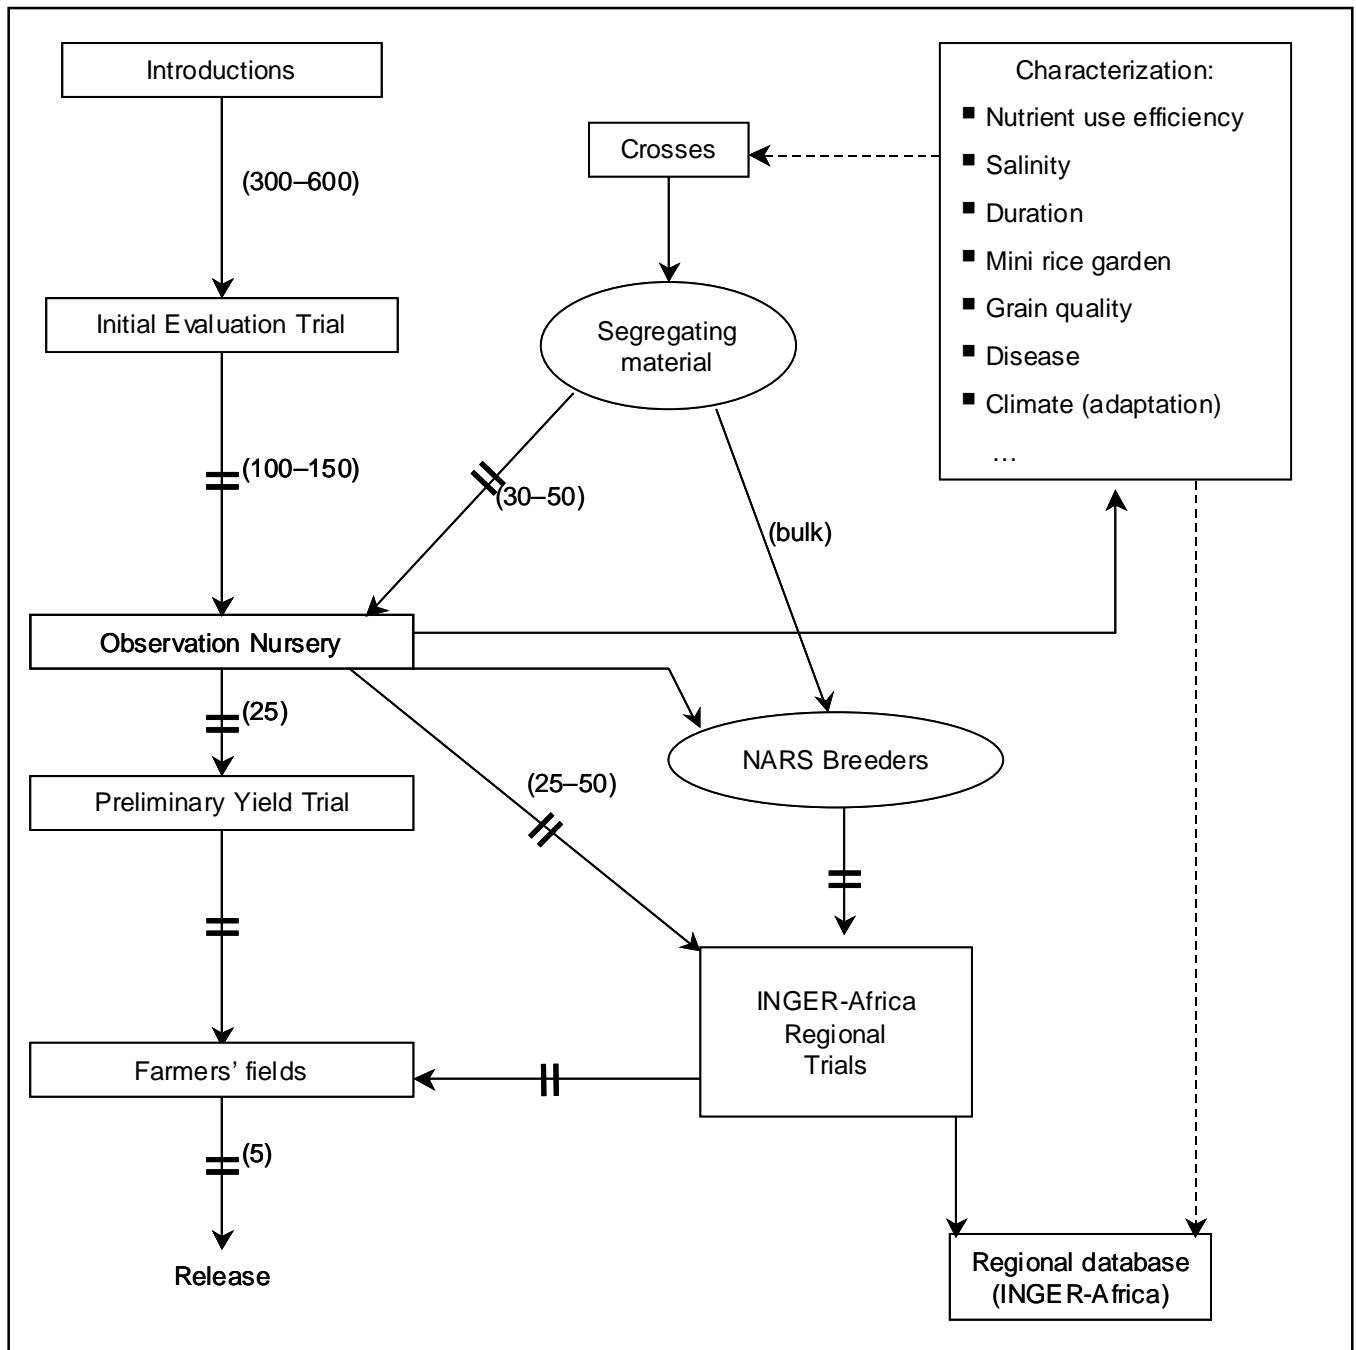 Introductions
(300–600)
Initial Evaluation Trial
(100–150)
Crosses
Segregating
material
(30–50)
(bulk)
Characterization:
▪ Nutrient use efficiency
▪ Salinity
▪ Duration
▪ Mini rice garden
▪ Grain quality
▪ Disease
▪ Climate (adaptation)
...
Observation Nursery
(25)
Preliminary Yield Trial
(25–50)
NARS Breeders
INGER-Africa
Regional
Trials
Farmers’ fields
(5)
Release
Regional database
(INGER-Africa)